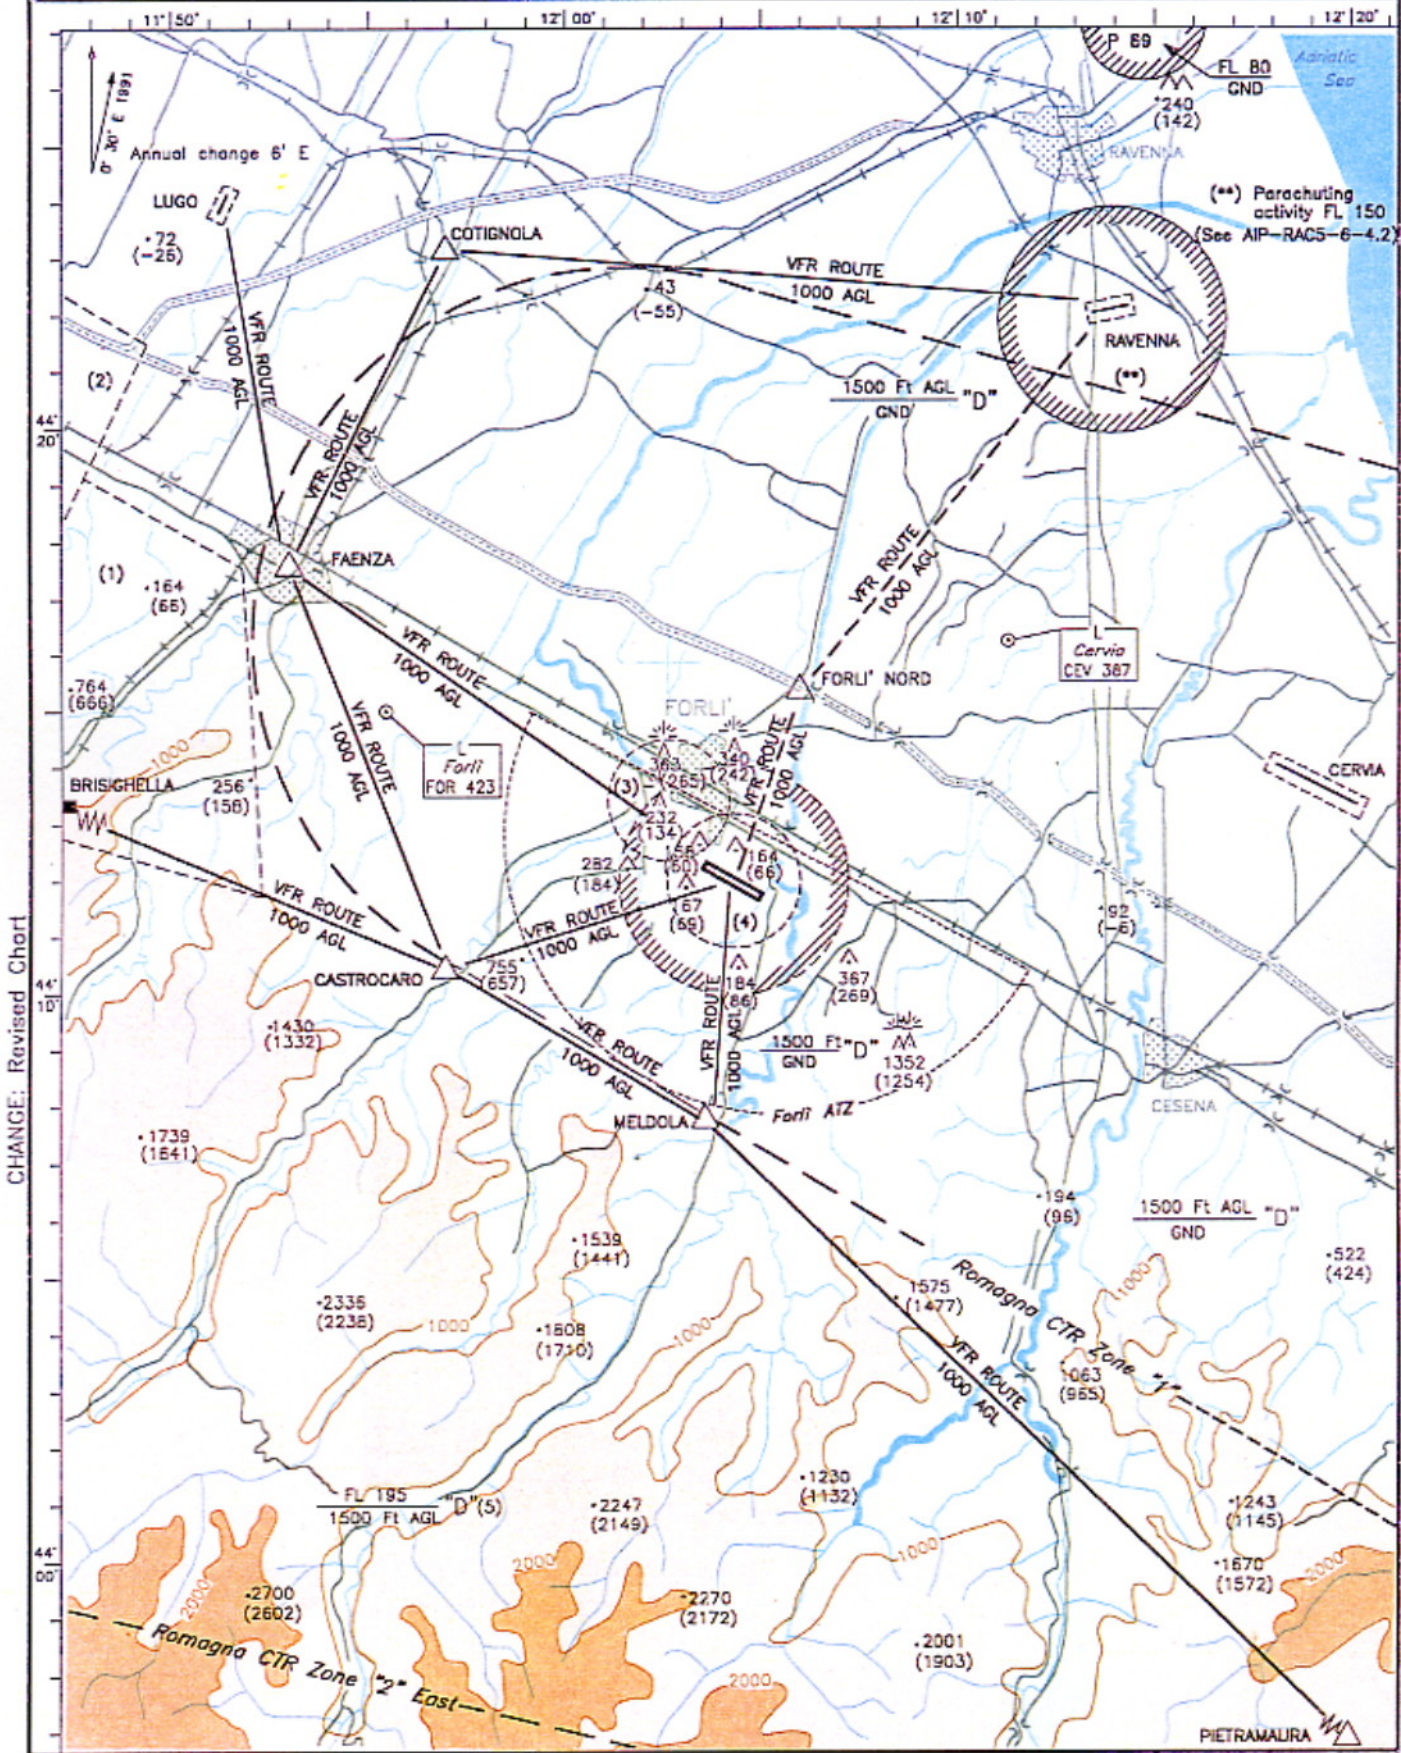 11° 50'
12° 00'
12° 10'
12° 20'
P 69
FL 80
GND
Adriatic
Sea
240
(142)
RAVENNA
0° 30' E 1991
Annual change 6' E
LUGO
72
(-26)
COTIGNOLA
(**) Parachuting
activity FL 150
(See AIP-RAC5-6-4.2)
VFR ROUTE
1000 AGL
43
(-55)
RAVENNA
(**)
VFR ROUTE
1000 AGL
(2)
1500 Ft AGL "D"
GND
44°
20'
VFR ROUTE
1000 AGL
FAENZA
(1)
164
(66)
VFR ROUTE
1000 AGL
VFR ROUTE
1000 AGL
L
Cervia
CEV 387
764
(666)
FORLI' NORD
FORLI'
VFR ROUTE
1000 AGL
VFR ROUTE
1000 AGL
1000
L
Forlì
FOR 423
363
(265)
340
(242)
(3)
BRISIGHELLA
256
(158)
CERVIA
232
(134)
164
(66)
282
(184)
(4)
VFR ROUTE
1000 AGL
VFR ROUTE
1000 AGL
67
(69)
92
(-6)
CHANGE: Revised Chart
CASTROCARO
755
(657)
184
(86)
367
(269)
44°
10'
1430
(1332)
VFR ROUTE
1000 AGL
VFR ROUTE
1000 AGL
1500 Ft "D"
GND
1352
(1254)
MELDOLA
Forlì ATZ
CESENA
1739
(1641)
194
(96)
1500 Ft AGL "D"
GND
1539
(1441)
522
(424)
Romagna CTR Zone "1"
1575
(1477)
1000
2336
(2238)
1000
1808
(1710)
1000
VFR ROUTE
1000 AGL
1063
(965)
1230
(1132)
FL 195 "D" (5)
1500 Ft AGL
2247
(2149)
1243
(1145)
44°
00'
2000
2000
1000
1670
(1572)
2000
2700
(2602)
2270
(2172)
Romagna CTR Zone "2" East
2001
(1903)
2000
PIETRAMAURA